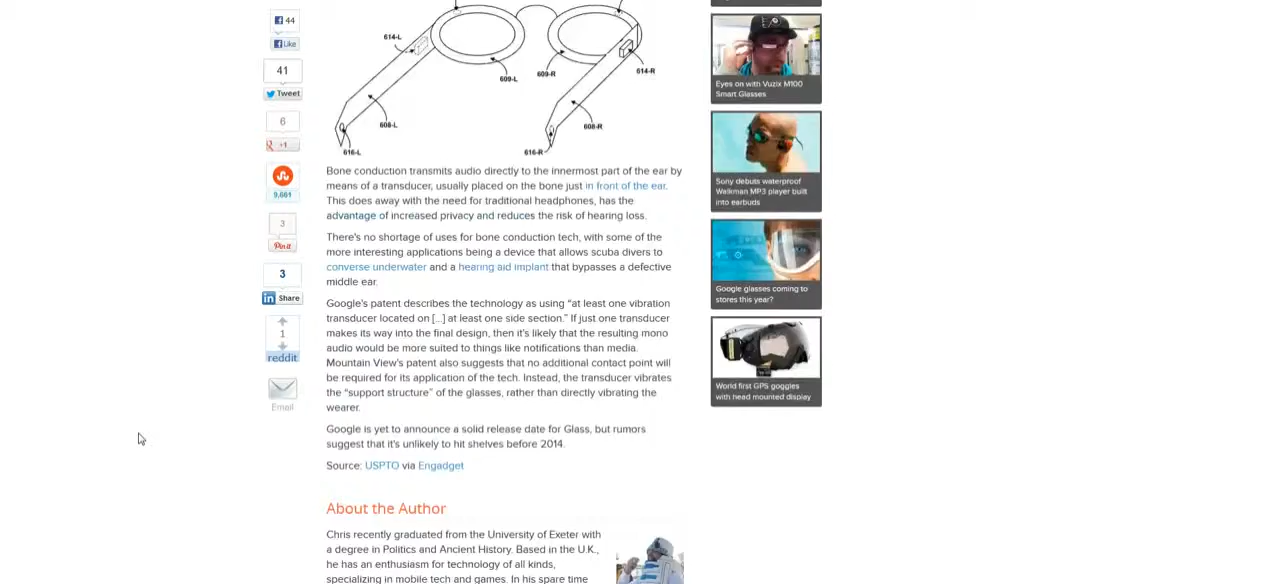 44
Like
41
Tweet
6
+1
9,661
3
Pin it
3
in Share
1
reddit
Email
614-L
609-L
609-R
614-R
608-L
608-R
616-L
616-R
Bone conduction transmits audio directly to the innermost part of the ear by
means of a transducer, usually placed on the bone just in front of the ear.
This does away with the need for traditional headphones, has the
advantage of increased privacy and reduces the risk of hearing loss.
There's no shortage of uses for bone conduction tech, with some of the
more interesting applications being a device that allows scuba divers to
converse underwater and a hearing aid implant that bypasses a defective
middle ear.
Google's patent describes the technology as using "at least one vibration
transducer located on [...] at least one side section." If just one transducer
makes its way into the final design, then it's likely that the resulting mono
audio would be more suited to things like notifications than media.
Mountain View's patent also suggests that no additional contact point will
be required for its application of the tech. Instead, the transducer vibrates
the "support structure" of the glasses, rather than directly vibrating the
wearer.
Google is yet to announce a solid release date for Glass, but rumors
suggest that it's unlikely to hit shelves before 2014.
Source: USPTO via Engadget
About the Author
Chris recently graduated from the University of Exeter with
a degree in Politics and Ancient History. Based in the U.K.,
he has an enthusiasm for technology of all kinds,
specializing in mobile tech and games. In his spare time
Eyes on with Vuzix M100
Smart Glasses
Sony debuts waterproof
Walkman MP3 player built
into earbuds
Google glasses coming to
stores this year?
World first GPS goggles
with head mounted display